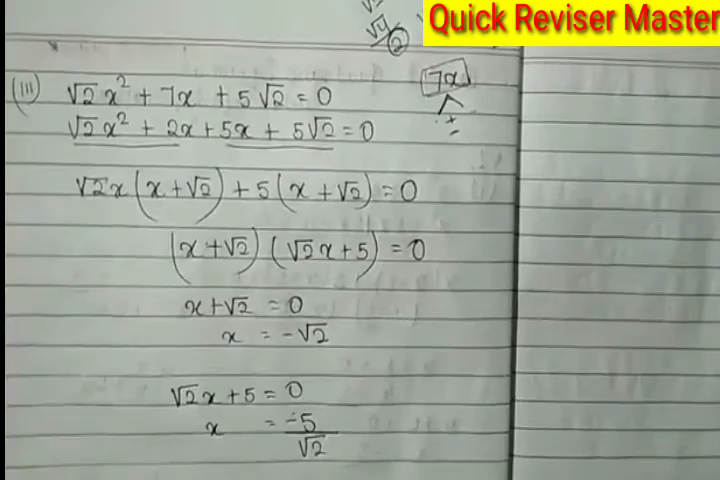 Quick Reviser Master
√2
(III) √2x² + 7x + 5√2 = 0
7x
√2x² + 2x + 5x + 5√2 = 0
√2x(x+√2) + 5(x+√2) = 0
(x+√2) (√2x+5) = 0
x+√2 = 0
x = -√2
√2x+5 = 0
x = -5/√2